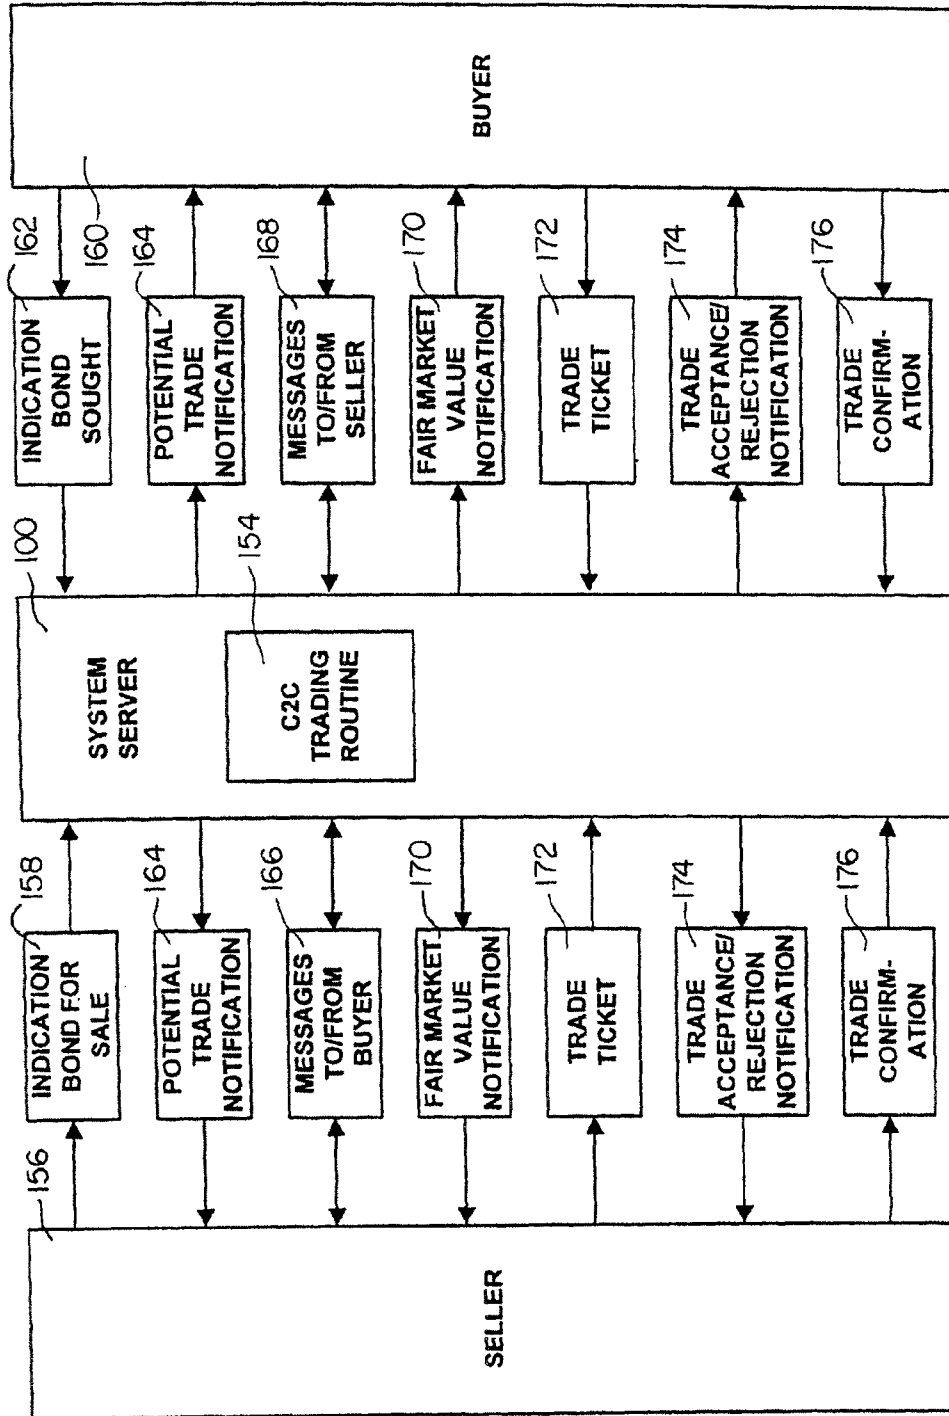 BUYER
160
162
INDICATION
BOND
SOUGHT
164
POTENTIAL
TRADE
NOTIFICATION
168
MESSAGES
TO/FROM
SELLER
170
FAIR MARKET
VALUE
NOTIFICATION
172
TRADE
TICKET
174
TRADE
ACCEPTANCE/
REJECTION
NOTIFICATION
176
TRADE
CONFIRM-
ATION
100
SYSTEM
SERVER
154
C2C
TRADING
ROUTINE
158
INDICATION
BOND FOR
SALE
164
POTENTIAL
TRADE
NOTIFICATION
166
MESSAGES
TO/FROM
BUYER
170
FAIR MARKET
VALUE
NOTIFICATION
172
TRADE
TICKET
174
TRADE
ACCEPTANCE/
REJECTION
NOTIFICATION
176
TRADE
CONFIRM-
ATION
156
SELLER